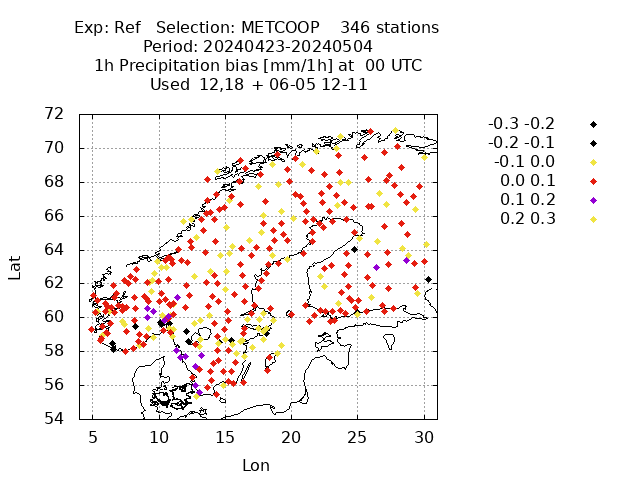 Exp: Ref   Selection: METCOOP    346 stations
Period: 20240423-20240504
1h Precipitation bias [mm/1h] at  00 UTC
Used  12,18 + 06-05 12-11
-0.3 -0.2
-0.2 -0.1
-0.1 0.0
0.0 0.1
0.1 0.2
0.2 0.3
72
70
68
66
64
62
60
58
56
54
Lat
5 10 15 20 25 30
Lon